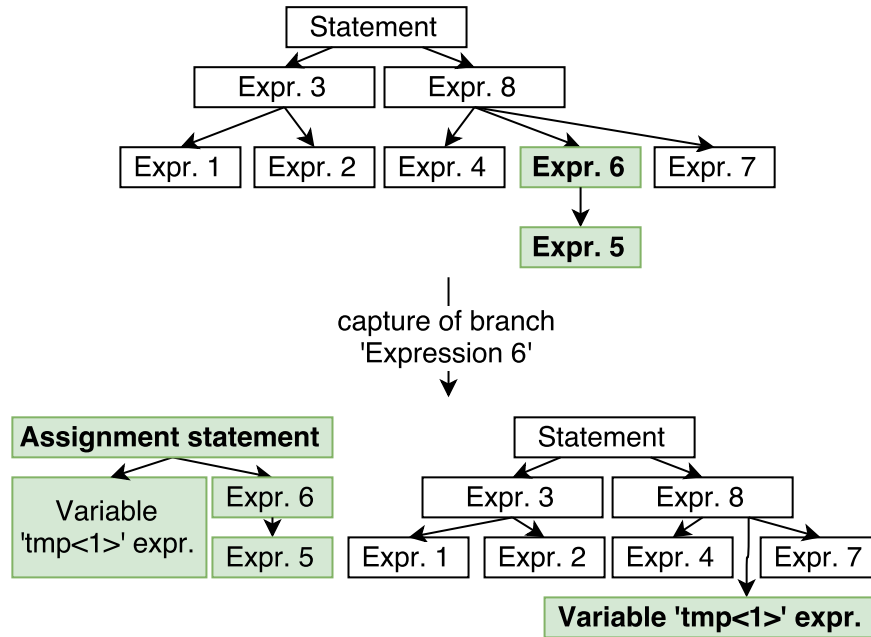 Statement
Expr. 3
Expr. 8
Expr. 1
Expr. 2
Expr. 4
Expr. 6
Expr. 7
Expr. 5
capture of branch
'Expression 6'
Assignment statement
Variable
'tmp<1>' expr.
Expr. 6
Expr. 5
Statement
Expr. 3
Expr. 8
Expr. 1
Expr. 2
Expr. 4
Expr. 7
Variable 'tmp<1>' expr.